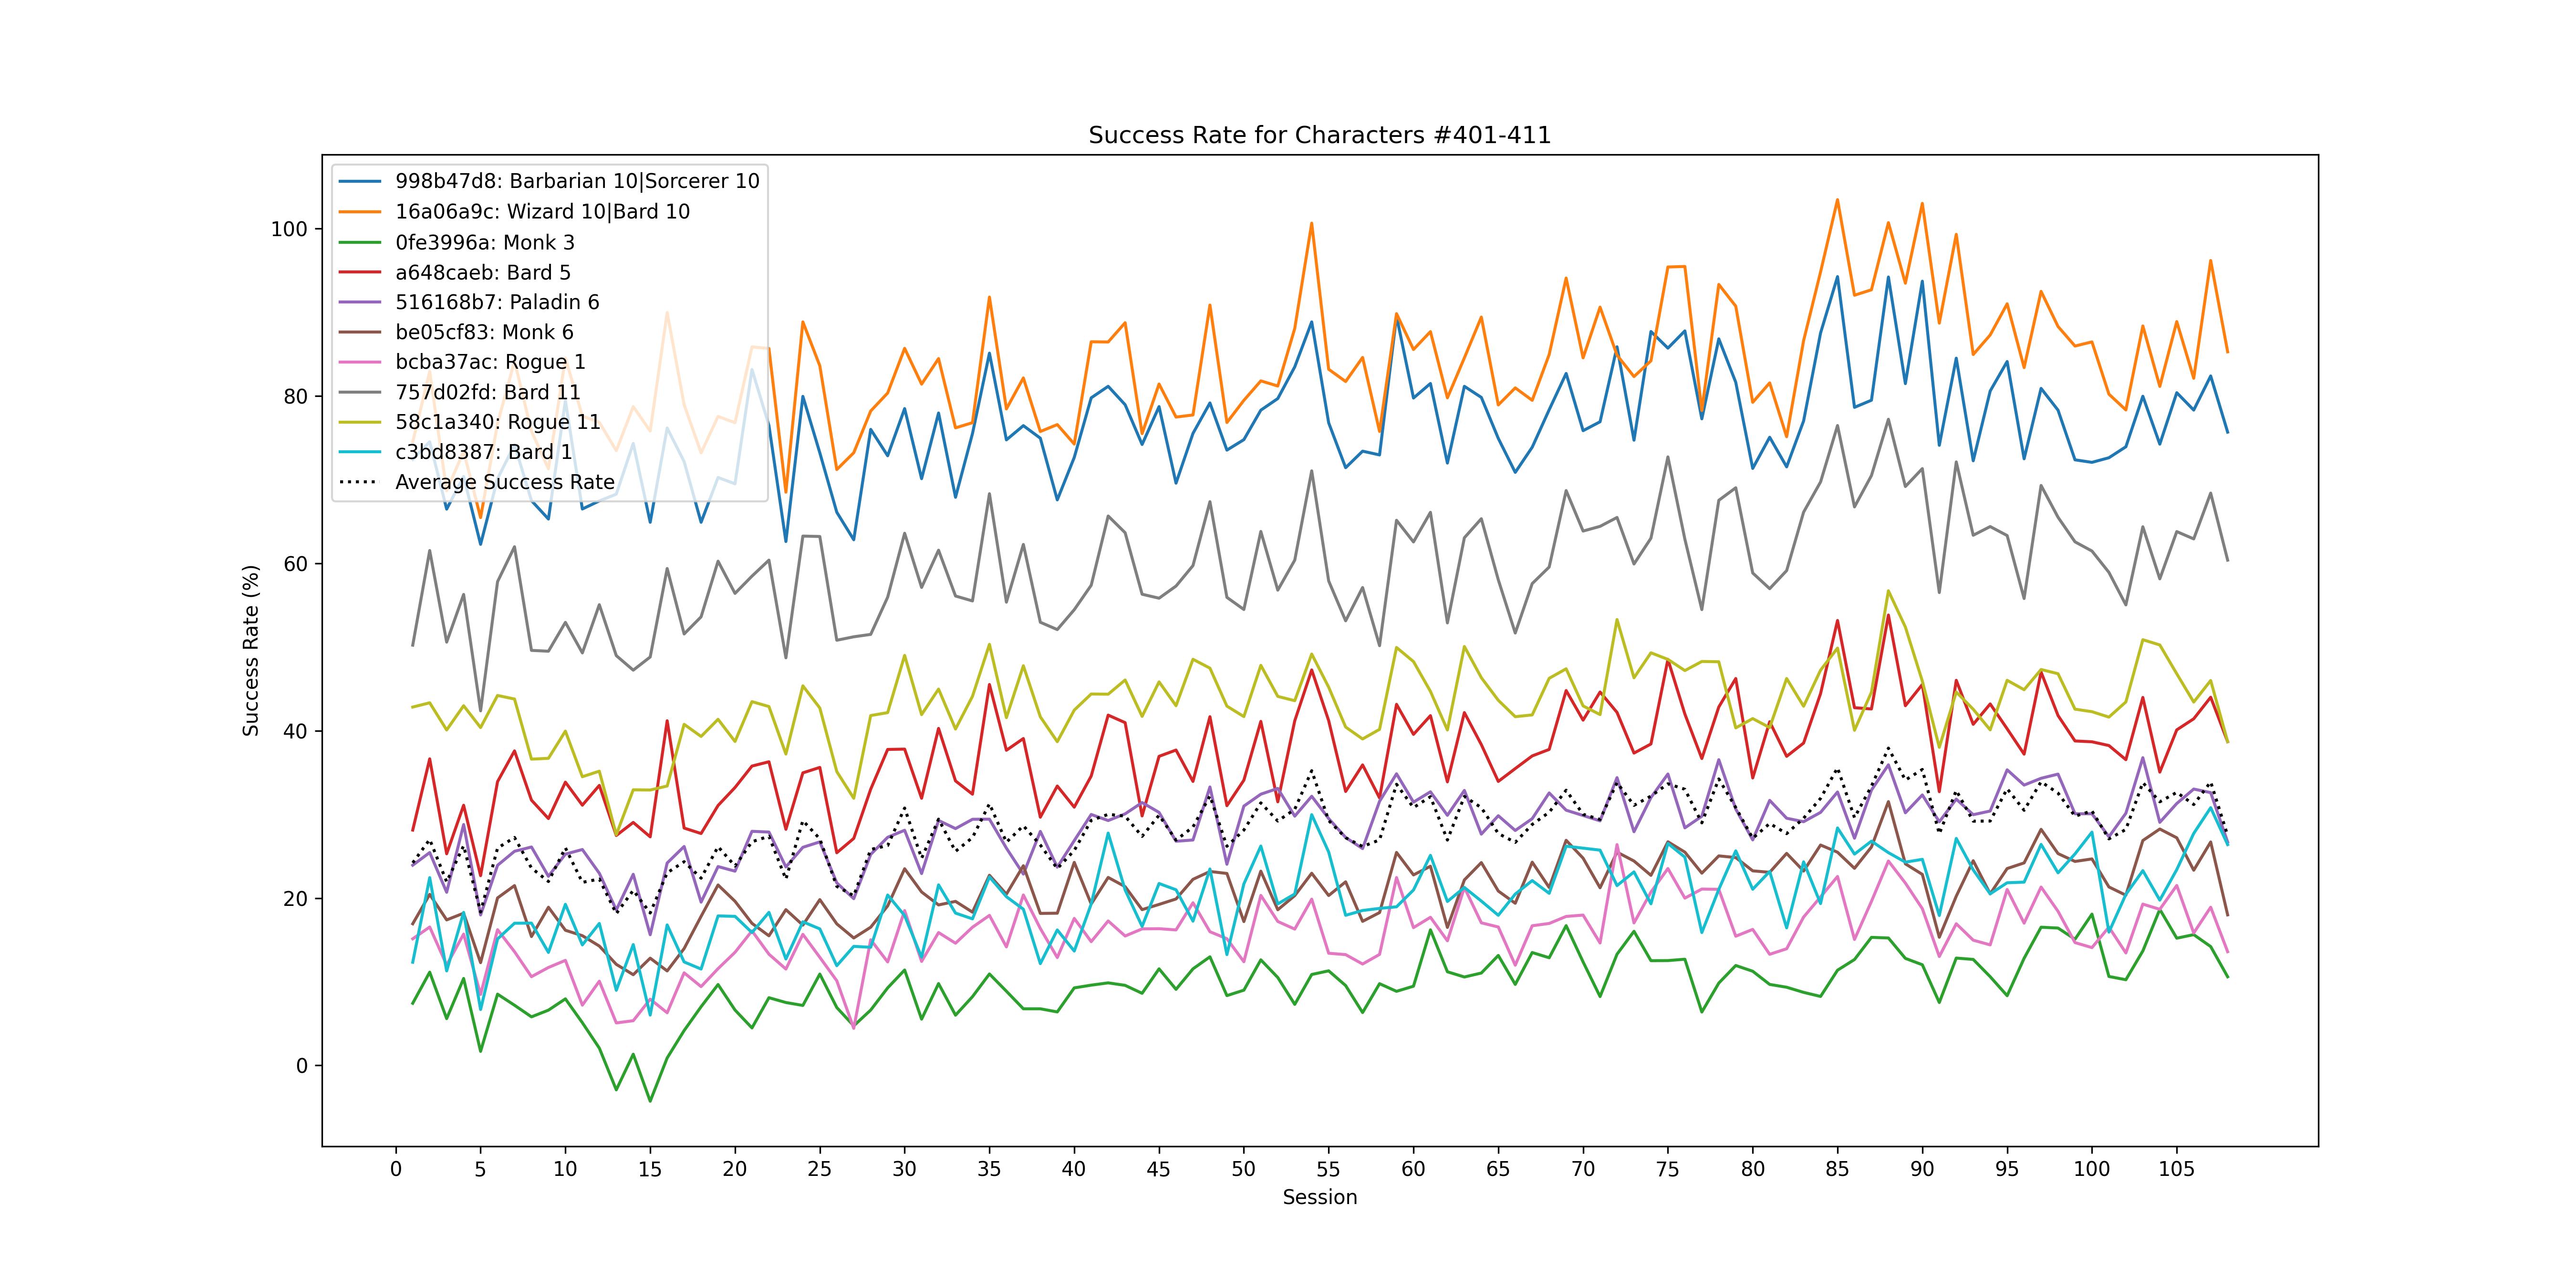 Success Rate for Characters #401-411
998b47d8: Barbarian 10|Sorcerer 10
16a06a9c: Wizard 10|Bard 10
0fe3996a: Monk 3
a648caeb: Bard 5
516168b7: Paladin 6
be05cf83: Monk 6
bcba37ac: Rogue 1
757d02fd: Bard 11
58c1a340: Rogue 11
c3bd8387: Bard 1
Average Success Rate
100
80
60
40
20
0
Success Rate (%)
0 5 10 15 20 25 30 35 40 45 50 55 60 65 70 75 80 85 90 95 100 105
Session